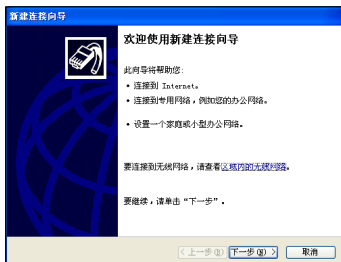 新建连接向导
欢迎使用新建连接向导
此向导将帮助您:
• 连接到 Internet。
• 连接到专用网络，例如您的办公网络。
• 设置一个家庭或小型办公网络。
要连接到无线网络，请查看区域内的无线网络。
要继续，请单击“下一步”。
<上一步(B) 下一步(N)> 取消